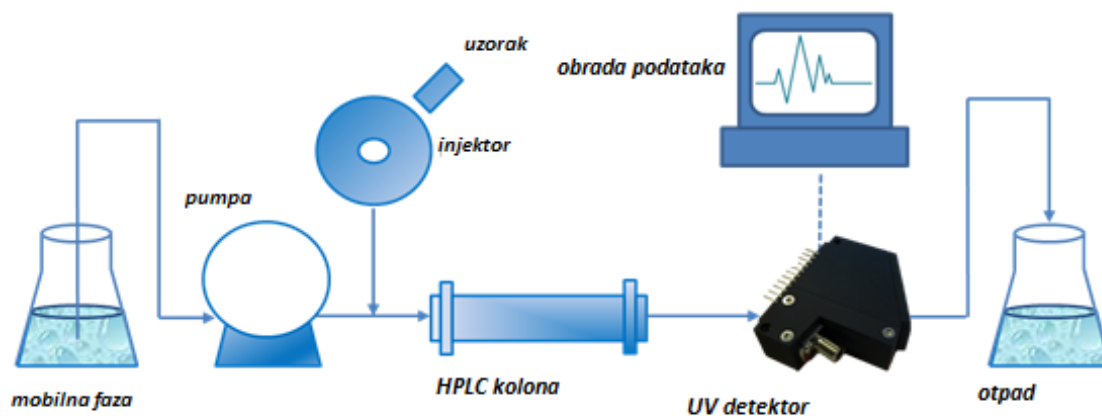 uzorak
obrada podataka
injektor
pumpa
mobilna faza
HPLC kolona
UV detektor
otpad